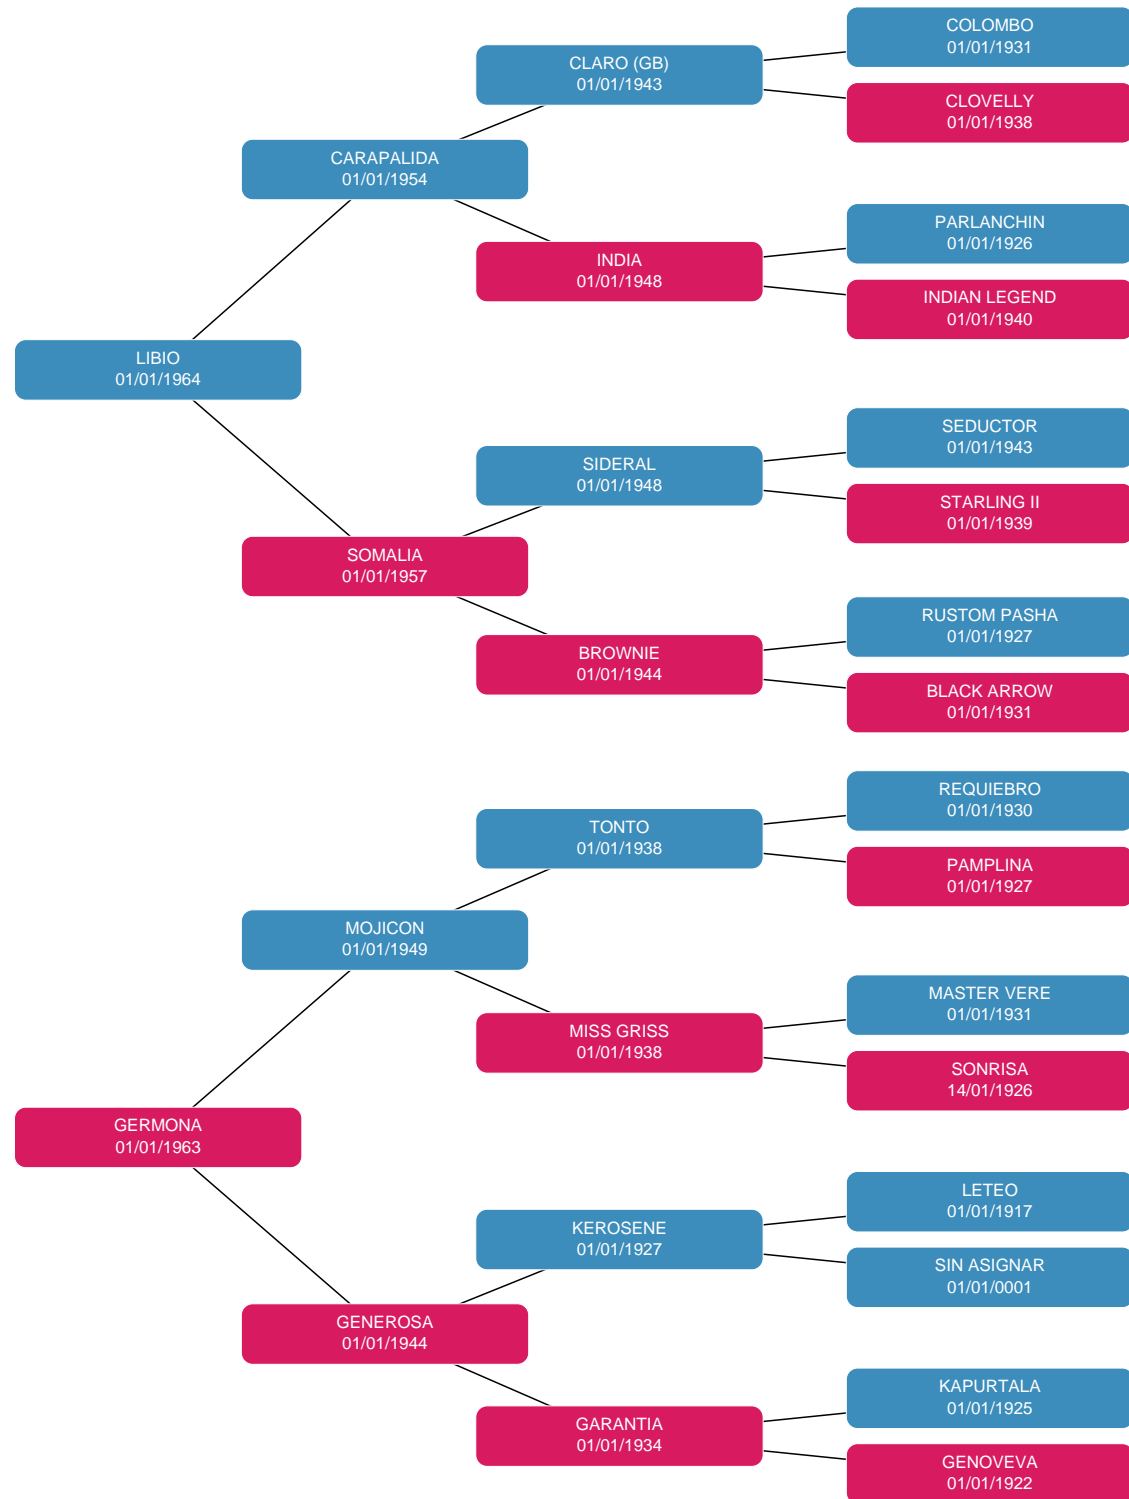 COLOMBO
01/01/1931
CLARO (GB)
01/01/1943
CLOVELLY
01/01/1938
CARAPALIDA
01/01/1954
PARLANCHIN
01/01/1926
INDIA
01/01/1948
INDIAN LEGEND
01/01/1940
LIBIO
01/01/1964
SEDUCTOR
01/01/1943
SIDERAL
01/01/1948
STARLING II
01/01/1939
SOMALIA
01/01/1957
RUSTOM PASHA
01/01/1927
BROWNIE
01/01/1944
BLACK ARROW
01/01/1931
REQUIEBRO
01/01/1930
TONTO
01/01/1938
PAMPLINA
01/01/1927
MOJICON
01/01/1949
MASTER VERE
01/01/1931
MISS GRISS
01/01/1938
SONRISA
14/01/1926
GERMONA
01/01/1963
LETEO
01/01/1917
KEROSENE
01/01/1927
SIN ASIGNAR
01/01/0001
GENEROSA
01/01/1944
KAPURTALA
01/01/1925
GARANTIA
01/01/1934
GENOVEVA
01/01/1922